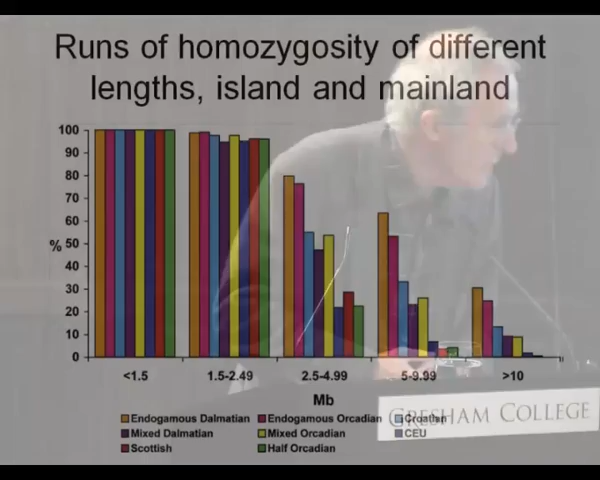 Runs of homozygosity of different
lengths, island and mainland
100
90
80
70
60
50
40
30
20
10
0
%
<1.5 1.5-2.49 2.5-4.99 5-9.99 >10
Mb
Endogamous Dalmatian Endogamous Orcadian Croatian
Mixed Dalmatian Mixed Orcadian CEU
Scottish Half Orcadian
GRESHAM COLLEGE